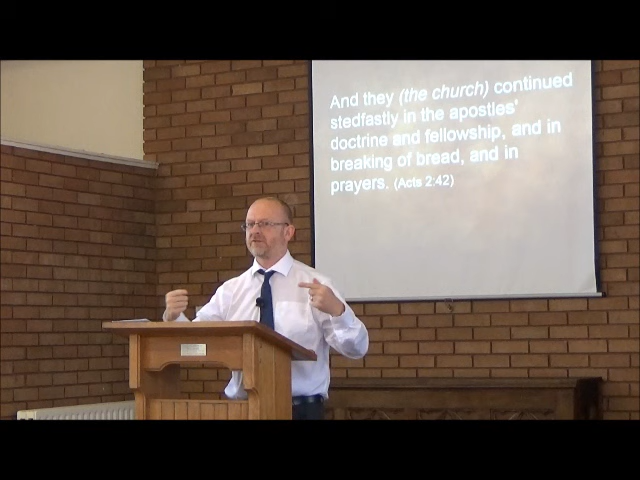 And they (the church) continued
stedfastly in the apostles'
doctrine and fellowship, and in
breaking of bread, and in
prayers. (Acts 2:42)